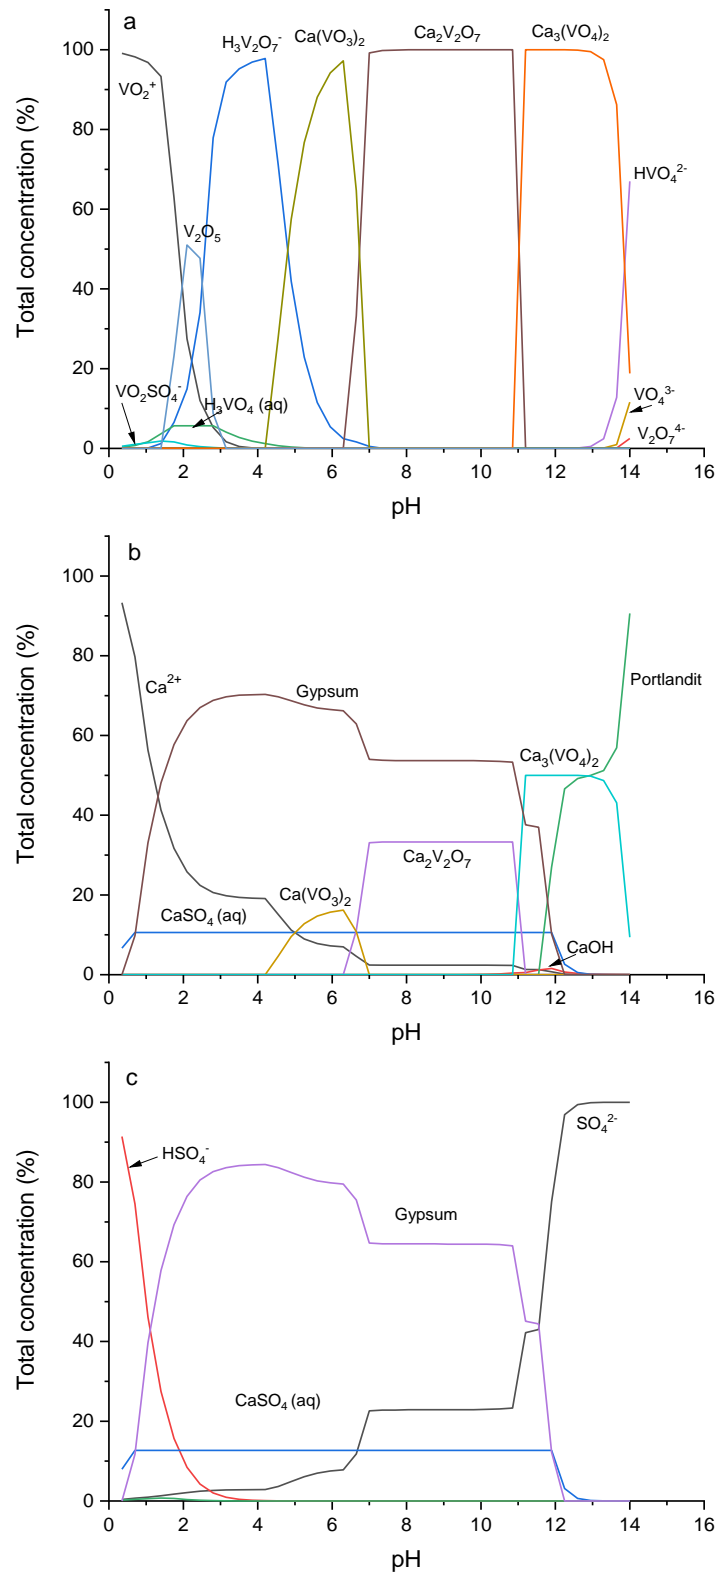 a
H₃V₂O₇⁻
Ca(VO₃)₂
Ca₂V₂O₇
Ca₃(VO₄)₂
VO₂⁺
HVO₄²⁻
V₂O₅
VO₂SO₄⁻
H₃VO₄ (aq)
VO₄³⁻
V₂O₇⁴⁻
100
80
60
40
20
0
Total concentration (%)
0 2 4 6 8 10 12 14 16
pH
b
Ca²⁺
Gypsum
Portlandit
Ca₃(VO₄)₂
Ca₂V₂O₇
Ca(VO₃)₂
CaSO₄ (aq)
CaOH
100
80
60
40
20
0
Total concentration (%)
0 2 4 6 8 10 12 14 16
pH
c
SO₄²⁻
HSO₄⁻
Gypsum
CaSO₄ (aq)
100
80
60
40
20
0
Total concentration (%)
0 2 4 6 8 10 12 14 16
pH